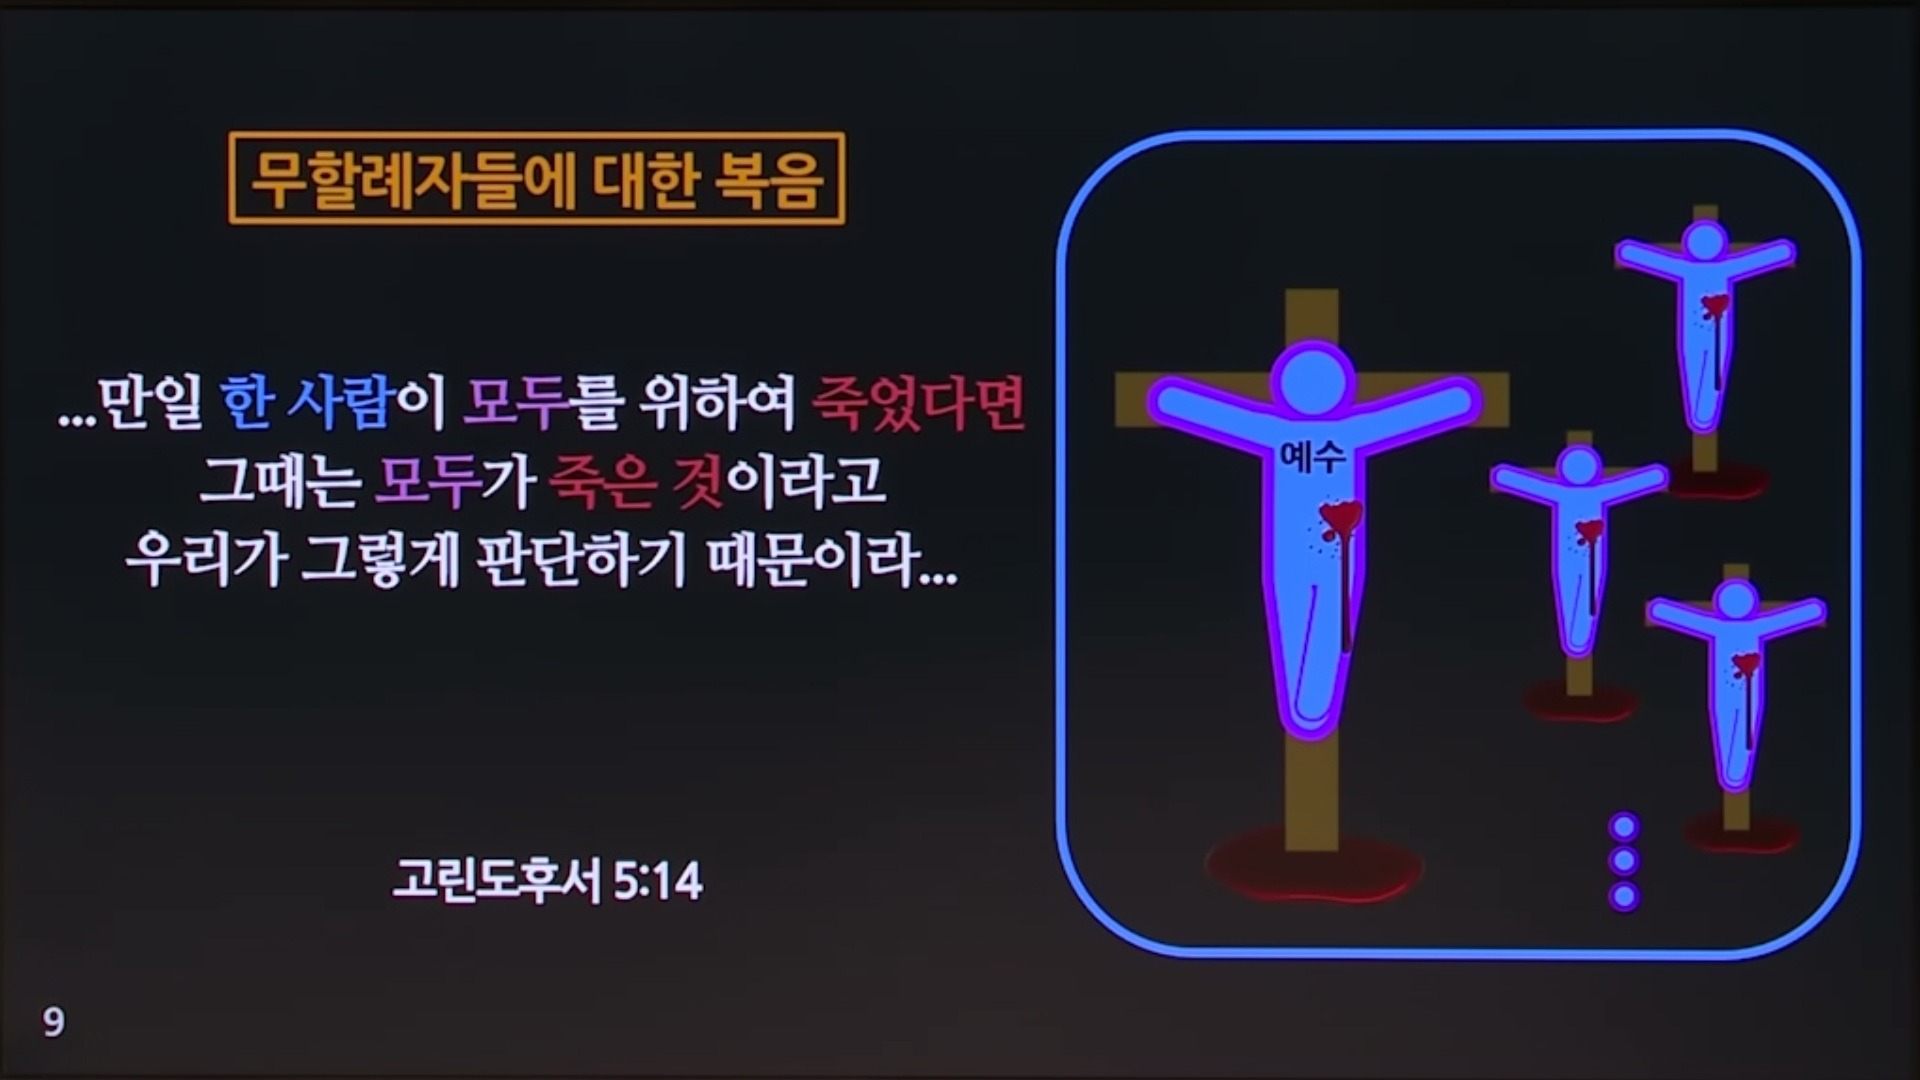 무할례자들에 대한 복음
...만일 한 사람이 모두를 위하여 죽었다면
그때는 모두가 죽은 것이라고
우리가 그렇게 판단하기 때문이라...
고린도후서 5:14
예수
9